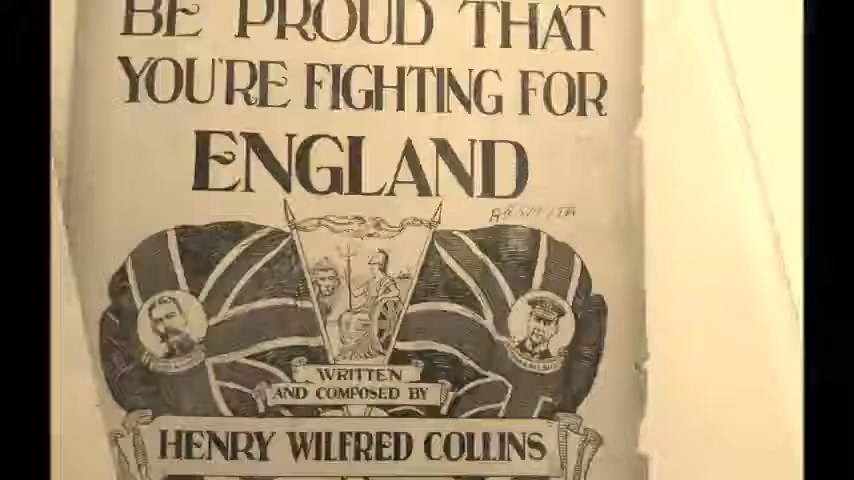 BE PROUD THAT
YOU'RE FIGHTING FOR
ENGLAND
WRITTEN
AND COMPOSED BY
HENRY WILFRED COLLINS